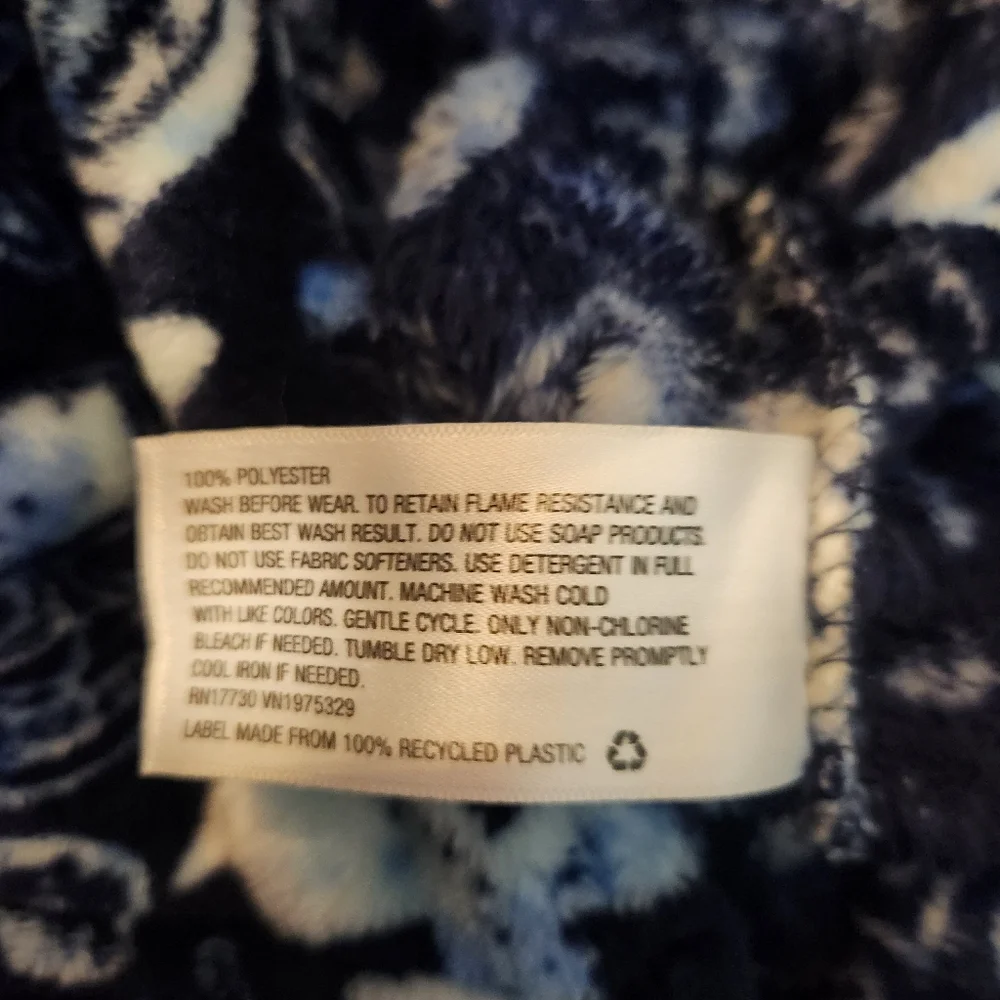 100% POLYESTER
WASH BEFORE WEAR. TO RETAIN FLAME RESISTANCE AND
OBTAIN BEST WASH RESULT. DO NOT USE SOAP PRODUCTS.
DO NOT USE FABRIC SOFTENERS. USE DETERGENT IN FULL
RECOMMENDED AMOUNT. MACHINE WASH COLD
WITH LIKE COLORS. GENTLE CYCLE. ONLY NON-CHLORINE
BLEACH IF NEEDED. TUMBLE DRY LOW. REMOVE PROMPTLY
COOL IRON IF NEEDED.
RN17730 VN1975329
LABEL MADE FROM 100% RECYCLED PLASTIC